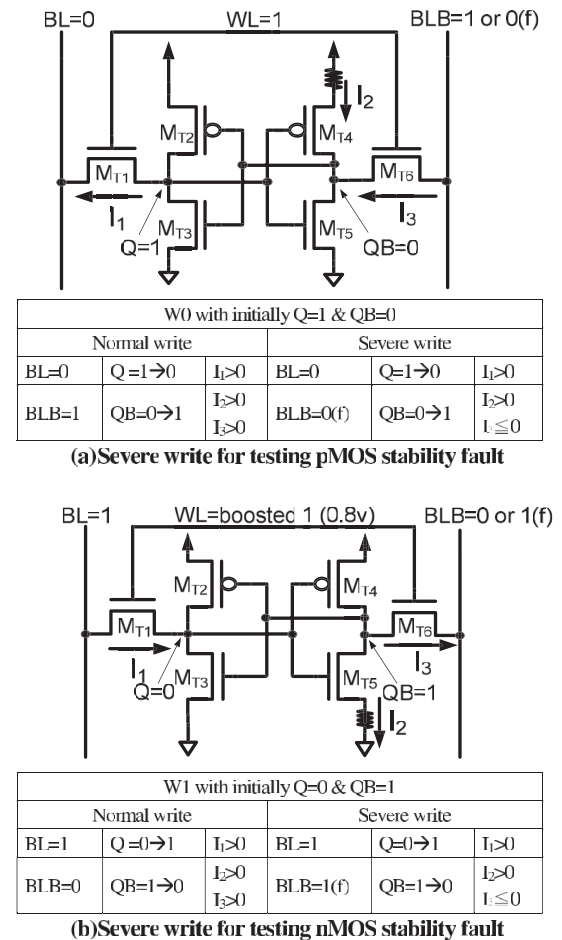 BL=0 WL=1 BLB=1 or 0(f)
I2
MT2 MT4
MT1 MT6
I1 I3
MT3 MT5
Q=1 QB=0
W0 with initially Q=1 & QB=0
Normal write Severe write
BL=0 Q =1→0 I1>0 BL=0 Q=1→0 I1>0
BLB=1 QB=0→1 I2>0 I3>0 BLB=0(f) QB=0→1 I2>0 I3≦0
(a)Severe write for testing pMOS stability fault
BL=1 WL=boosted 1 (0.8v) BLB=0 or 1(f)
MT2 MT4
MT1 MT6
I1 I3
Q=0 MT3 MT5 QB=1
I2
W1 with initially Q=0 & QB=1
Normal write Severe write
BL=1 Q =0→1 I1>0 BL=1 Q=0→1 I1>0
BLB=0 QB=1→0 I2>0 I3>0 BLB=1(f) QB=1→0 I2>0 I3≦0
(b)Severe write for testing nMOS stability fault